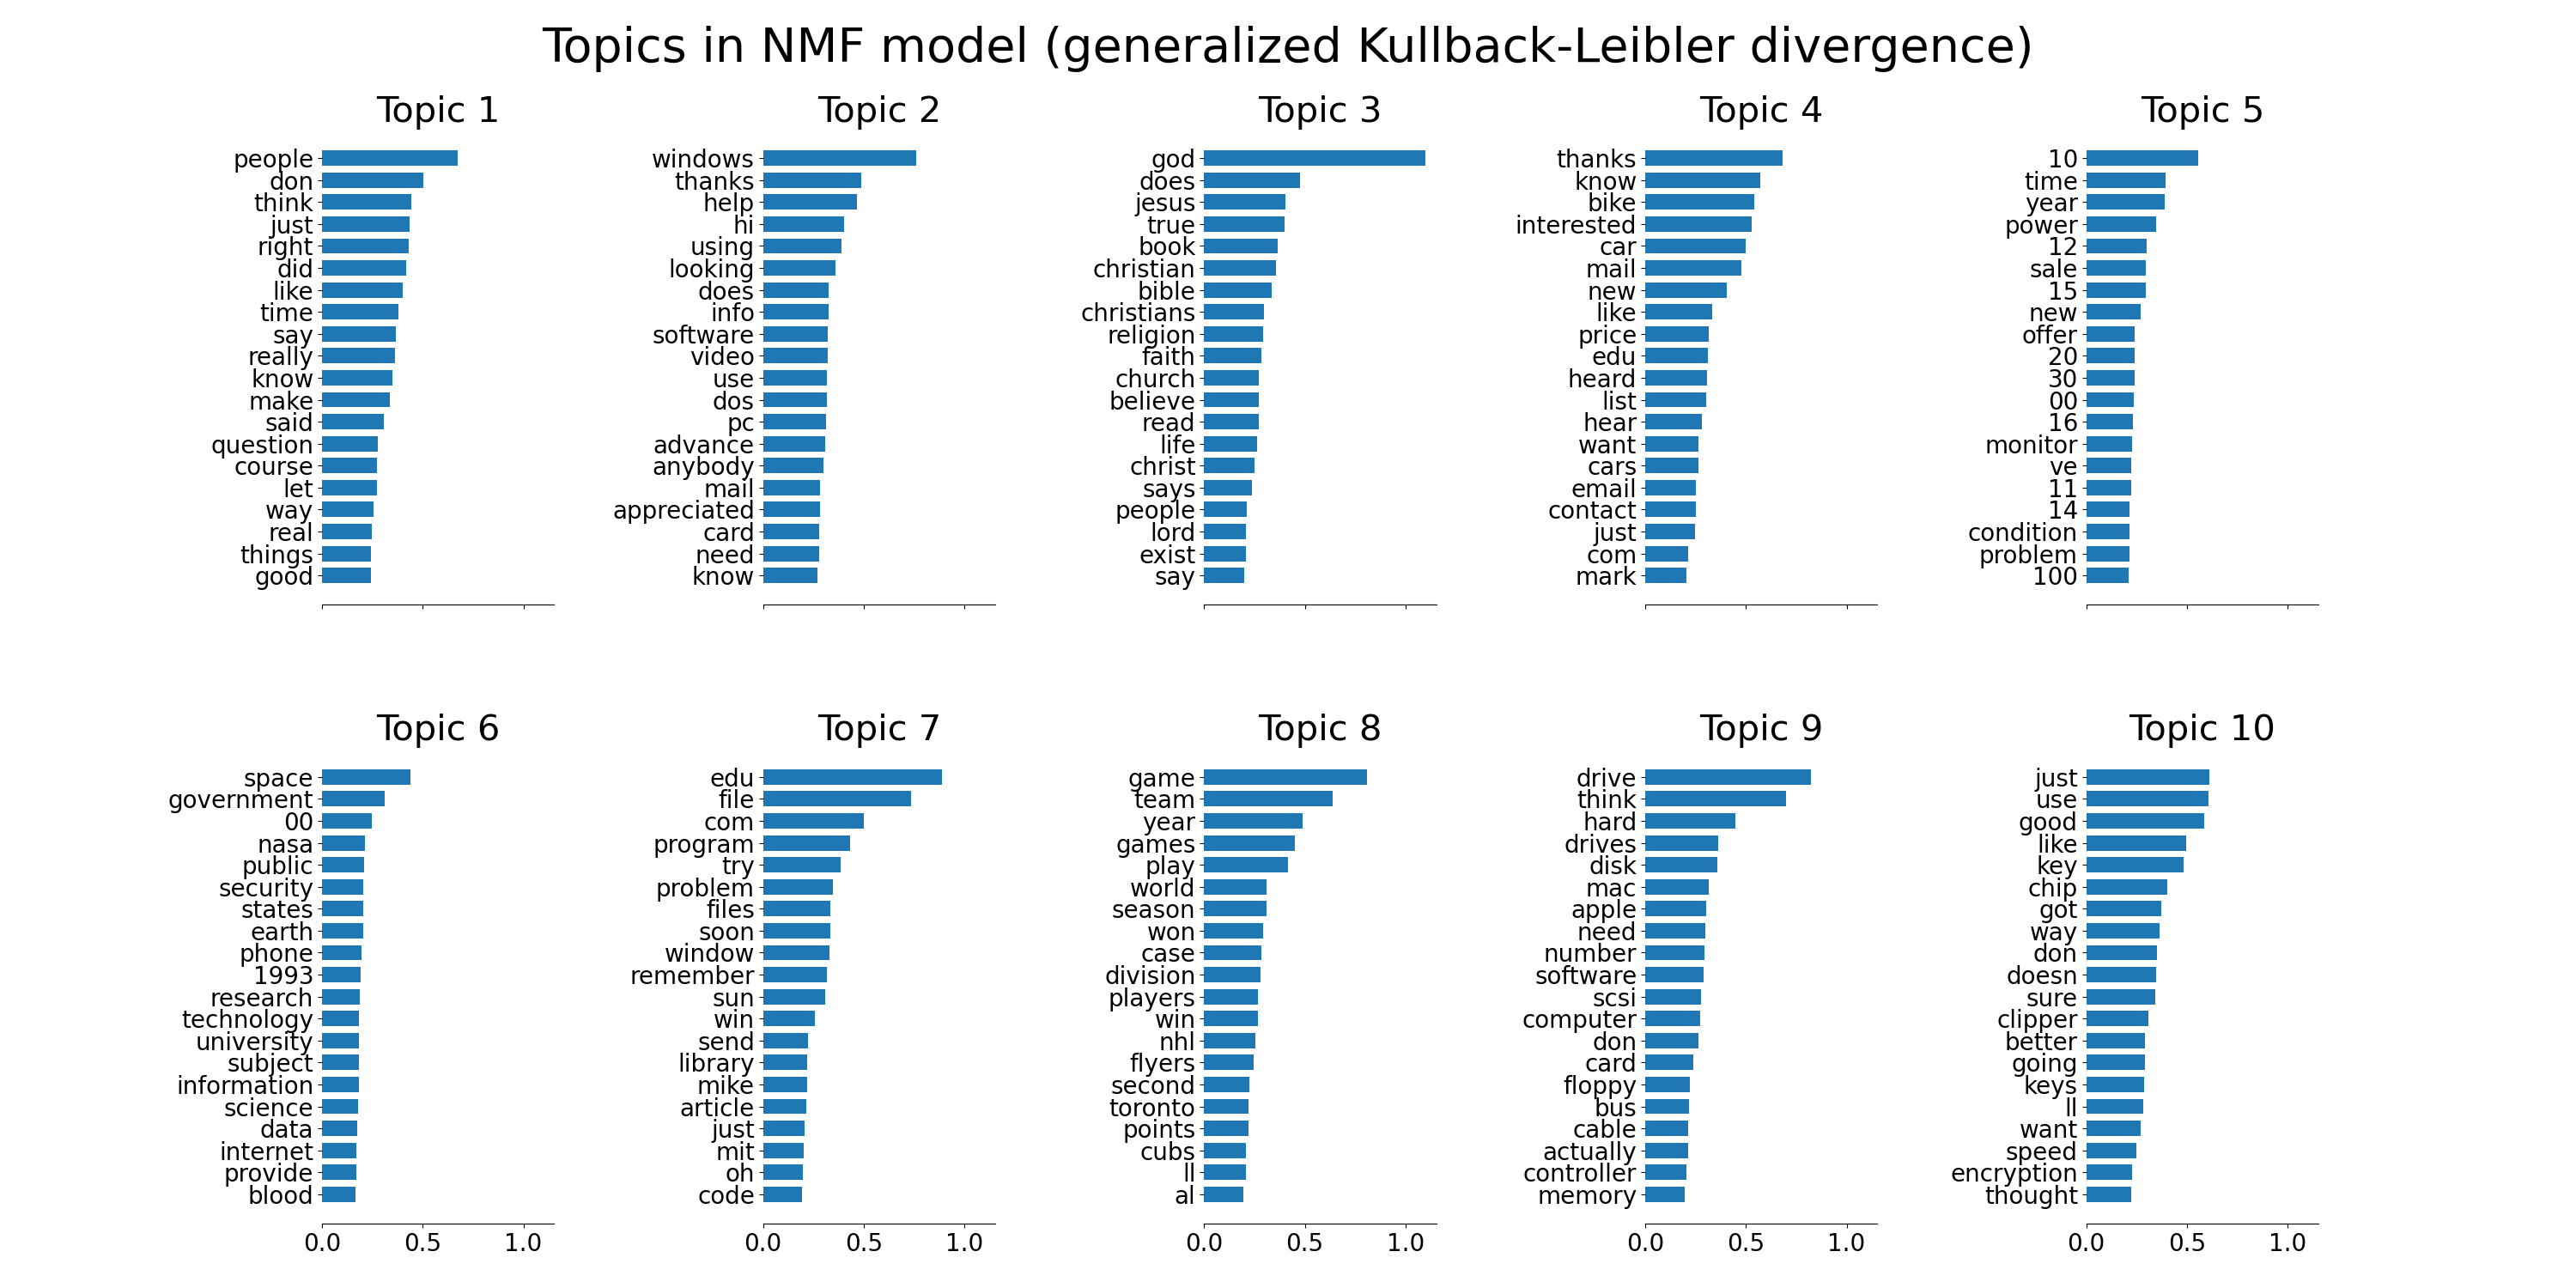 Topics in NMF model (generalized Kullback-Leibler divergence)
Topic 1
people
don
think
just
right
did
like
time
say
really
know
make
said
question
course
let
way
real
things
good
Topic 2
windows
thanks
help
hi
using
looking
does
info
software
video
use
dos
pc
advance
anybody
mail
appreciated
card
need
know
Topic 3
god
does
jesus
true
book
christian
bible
christians
religion
faith
church
believe
read
life
christ
says
people
lord
exist
say
Topic 4
thanks
know
bike
interested
car
mail
new
like
price
edu
heard
list
hear
want
cars
email
contact
just
com
mark
Topic 5
10
time
year
power
12
sale
15
new
offer
20
30
00
16
monitor
ve
11
14
condition
problem
100
Topic 6
space
government
00
nasa
public
security
states
earth
phone
1993
research
technology
university
subject
information
science
data
internet
provide
blood
0.0 0.5 1.0
Topic 7
edu
file
com
program
try
problem
files
soon
window
remember
sun
win
send
library
mike
article
just
mit
oh
code
0.0 0.5 1.0
Topic 8
game
team
year
games
play
world
season
won
case
division
players
win
nhl
flyers
second
toronto
points
cubs
ll
al
0.0 0.5 1.0
Topic 9
drive
think
hard
drives
disk
mac
apple
need
number
software
scsi
computer
don
card
floppy
bus
cable
actually
controller
memory
0.0 0.5 1.0
Topic 10
just
use
good
like
key
chip
got
way
don
doesn
sure
clipper
better
going
keys
ll
want
speed
encryption
thought
0.0 0.5 1.0